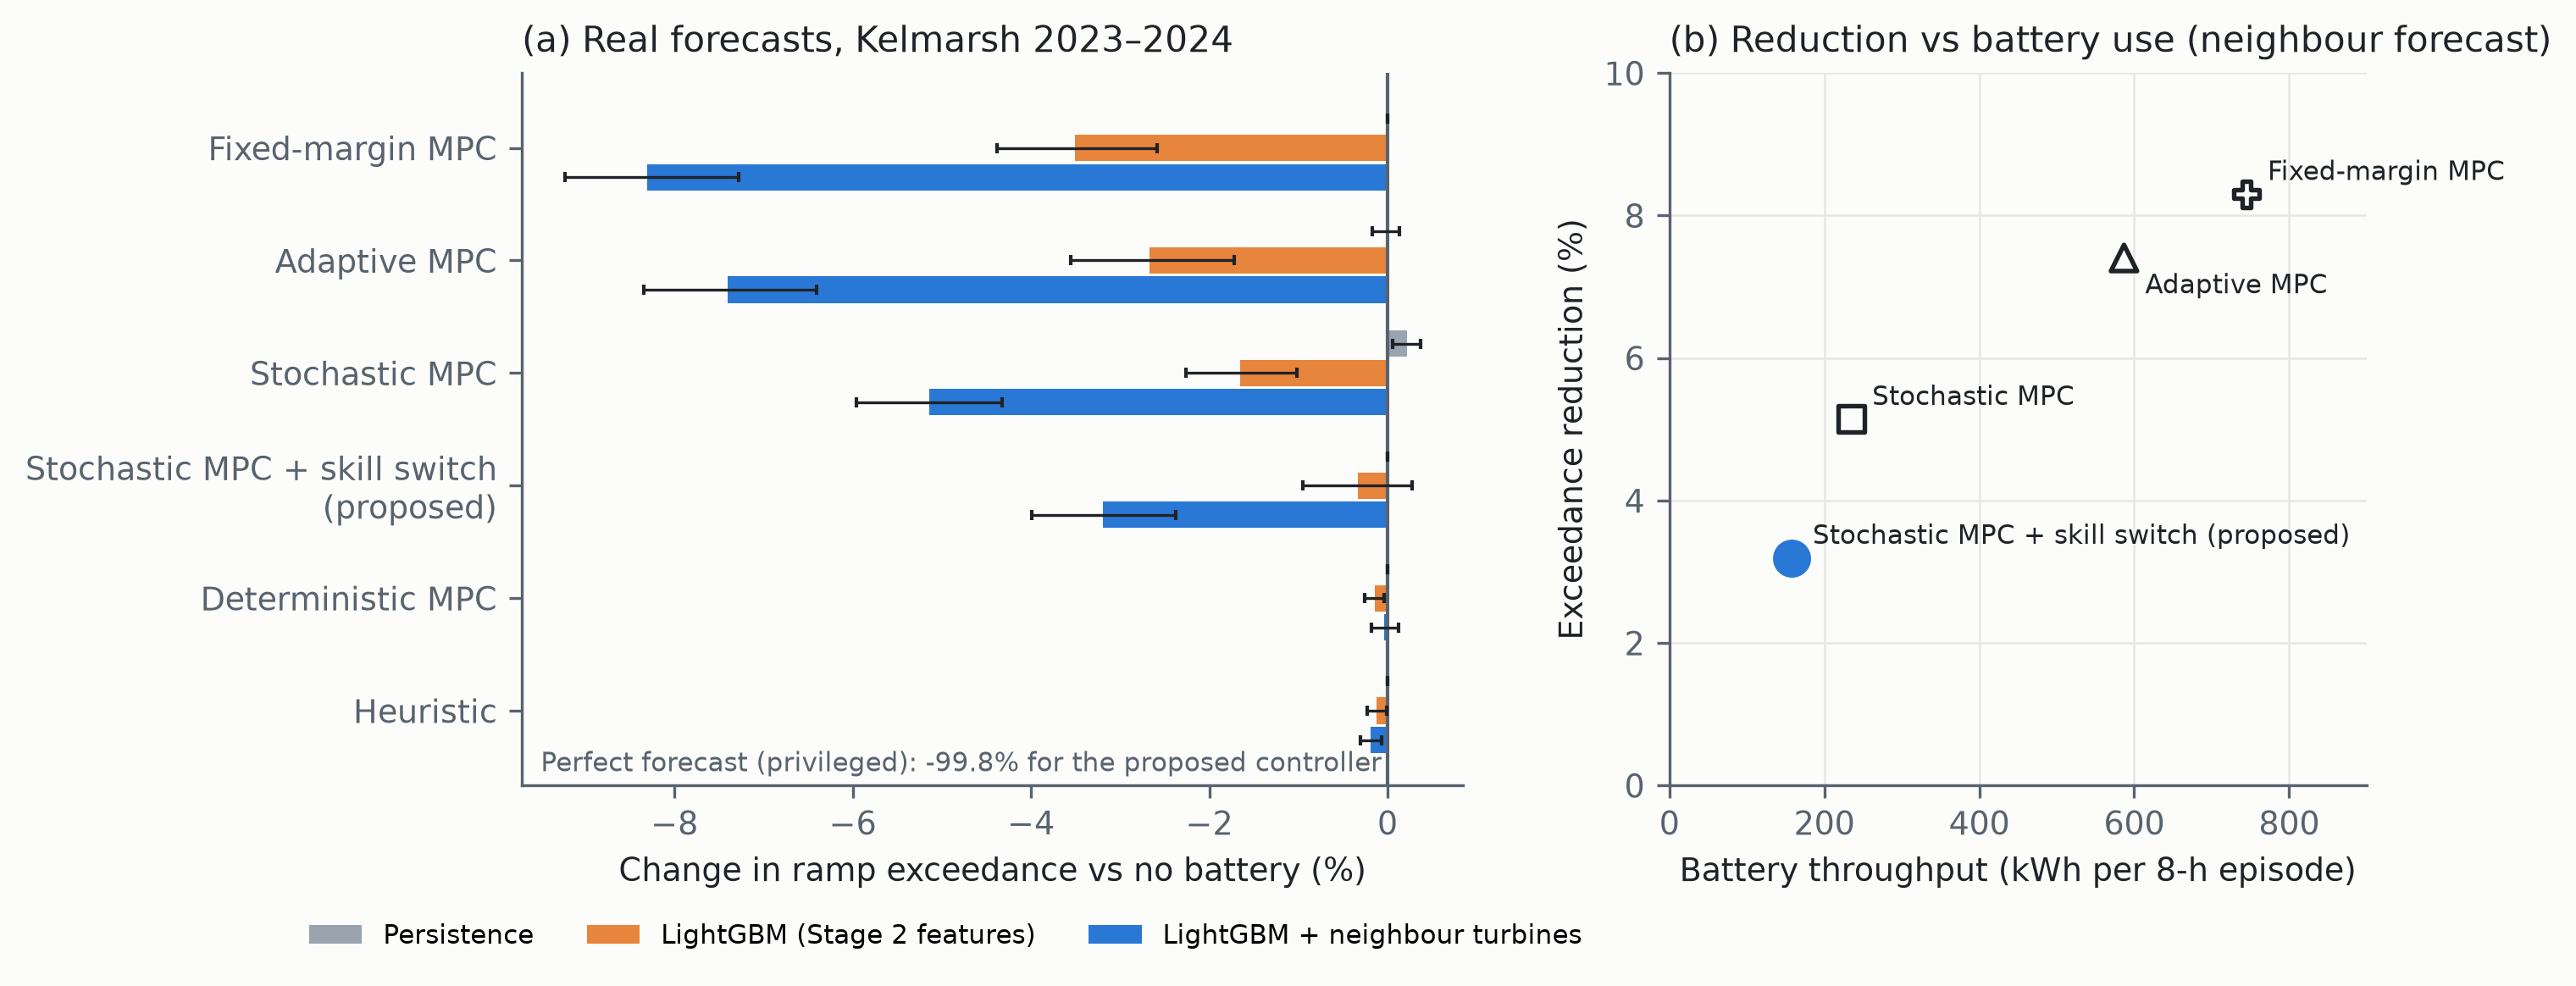 (a) Real forecasts, Kelmarsh 2023–2024
Fixed-margin MPC
Adaptive MPC
Stochastic MPC
Stochastic MPC + skill switch
(proposed)
Deterministic MPC
Heuristic
Perfect forecast (privileged): -99.8% for the proposed controller
−8
−6
−4
−2
0
Change in ramp exceedance vs no battery (%)
Persistence
LightGBM (Stage 2 features)
LightGBM + neighbour turbines
(b) Reduction vs battery use (neighbour forecast)
Exceedance reduction (%)
10
8
6
4
2
0
Fixed-margin MPC
Adaptive MPC
Stochastic MPC
Stochastic MPC + skill switch (proposed)
0
200
400
600
800
Battery throughput (kWh per 8-h episode)